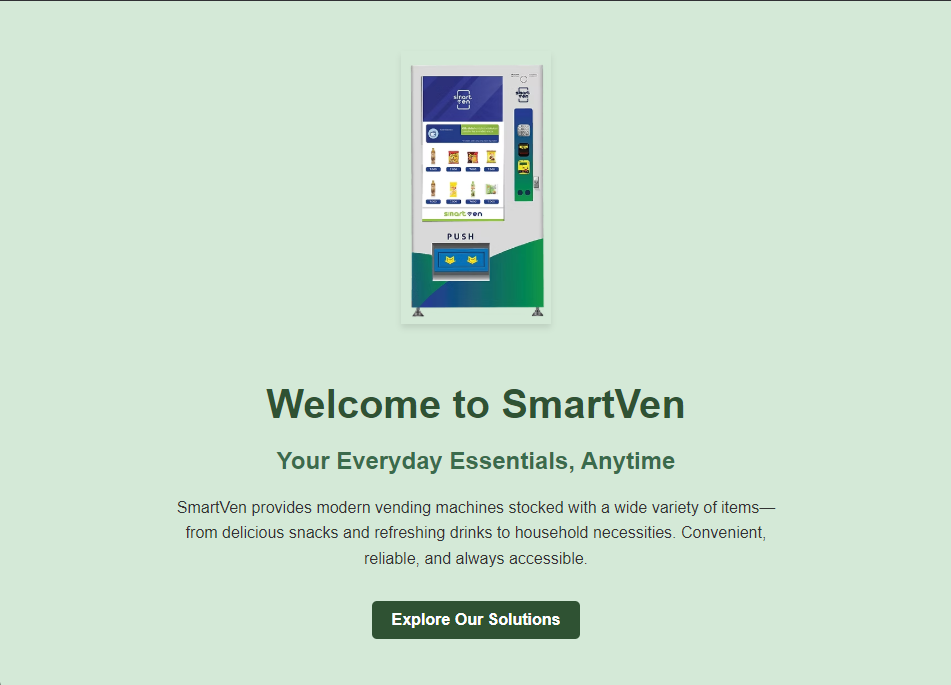 smart
ven
smart
ven
smart ven
PUSH
Welcome to SmartVen
Your Everyday Essentials, Anytime
SmartVen provides modern vending machines stocked with a wide variety of items—
from delicious snacks and refreshing drinks to household necessities. Convenient,
reliable, and always accessible.
Explore Our Solutions